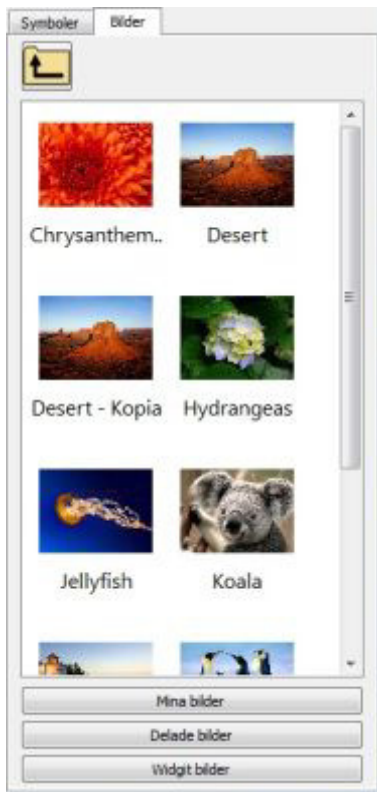 Symboler Bilder
Chrysanthem.. Desert
Desert - Kopia Hydrangeas
Jellyfish Koala
Mina bilder
Delade bilder
Widgit bilder